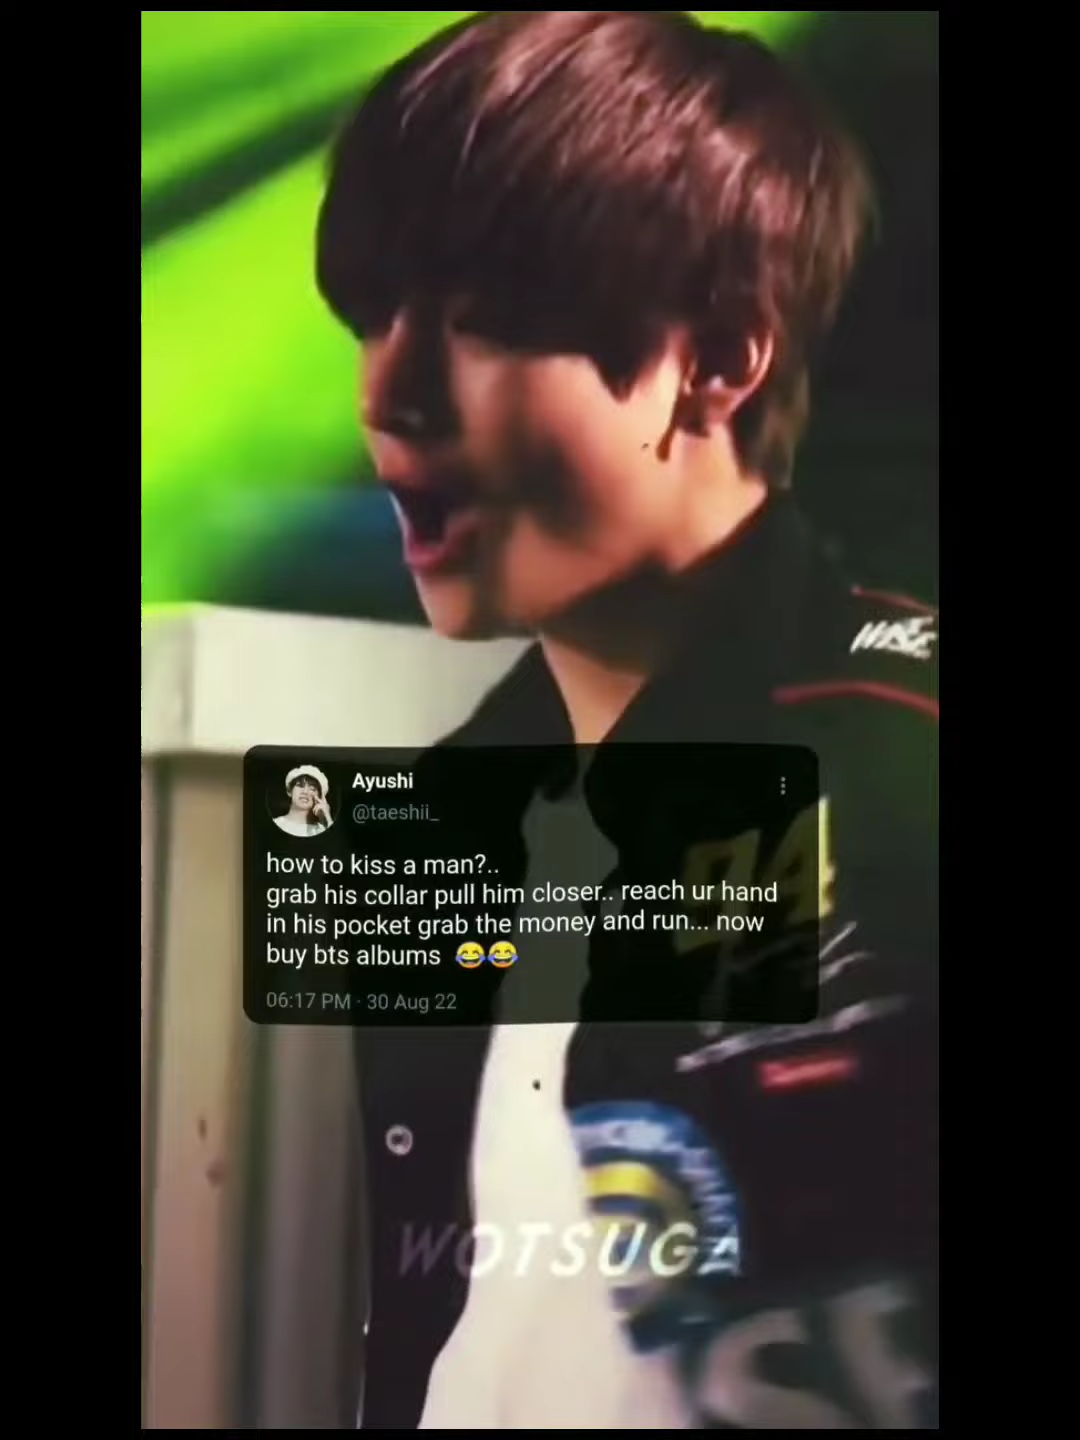 Ayushi
@taeshii_
how to kiss a man?..
grab his collar pull him closer.. reach ur hand
in his pocket grab the money and run... now
buy bts albums 😂😂
06:17 PM · 30 Aug 22
WOTSUGA